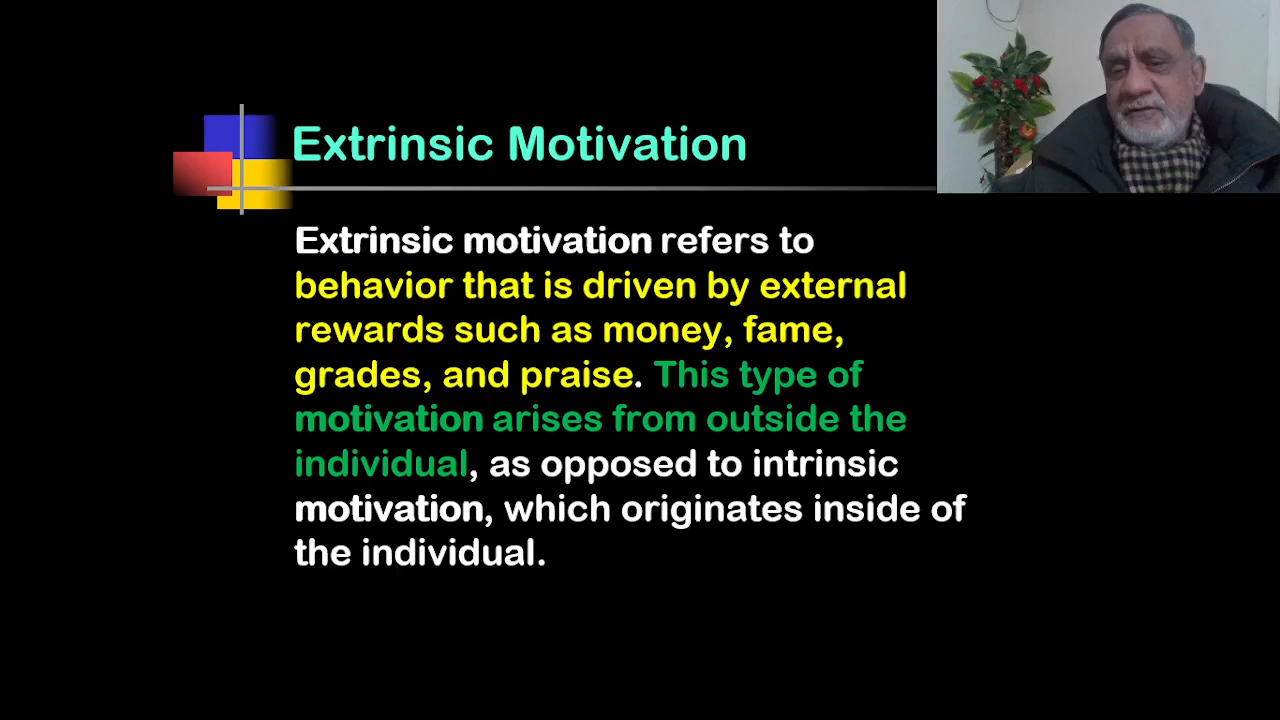 Extrinsic Motivation
Extrinsic motivation refers to
behavior that is driven by external
rewards such as money, fame,
grades, and praise. This type of
motivation arises from outside the
individual, as opposed to intrinsic
motivation, which originates inside of
the individual.